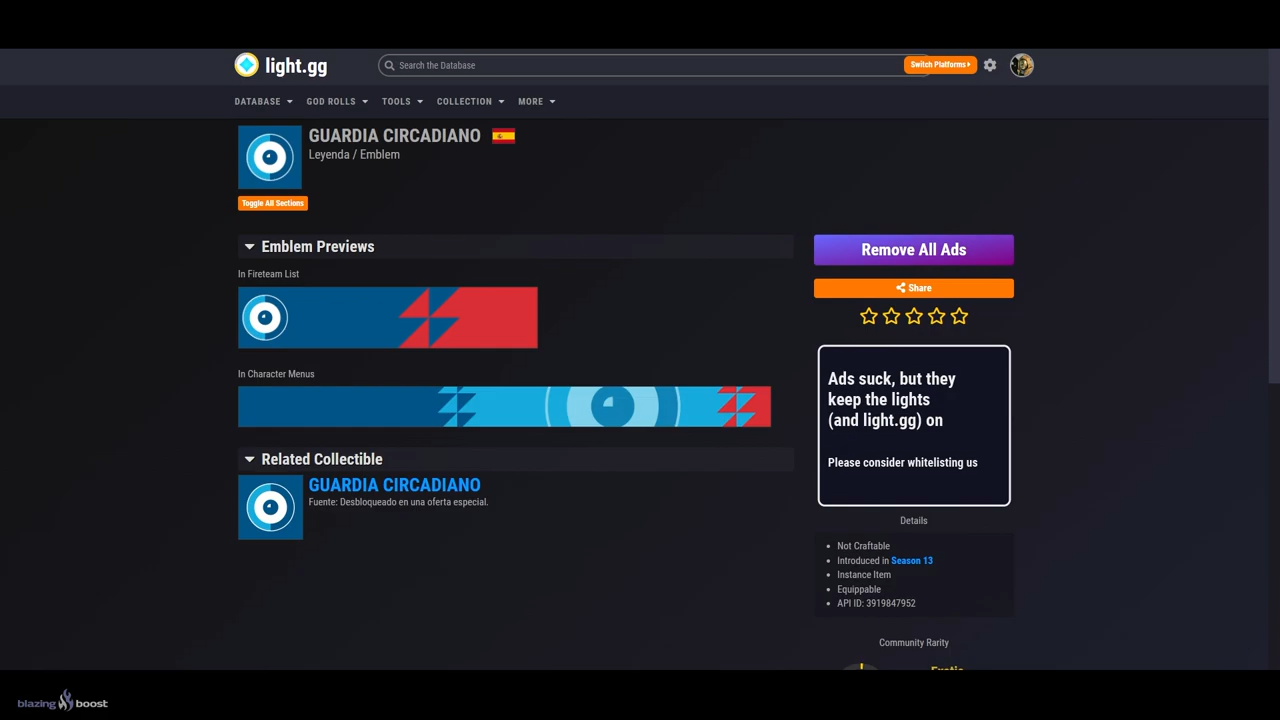 light.gg
Search the Database
Switch Platforms
DATABASE GOD ROLLS TOOLS COLLECTION MORE
GUARDIA CIRCADIANO
Leyenda / Emblem
Toggle All Sections
Emblem Previews
In Fireteam List
In Character Menus
Related Collectible
GUARDIA CIRCADIANO
Fuente: Desbloqueado en una oferta especial.
Remove All Ads
Share
Ads suck, but they
keep the lights
(and light.gg) on
Please consider whitelisting us
Details
Not Craftable
Introduced in Season 13
Instance Item
Equippable
API ID: 3919847952
Community Rarity
Exotic
blazing boost